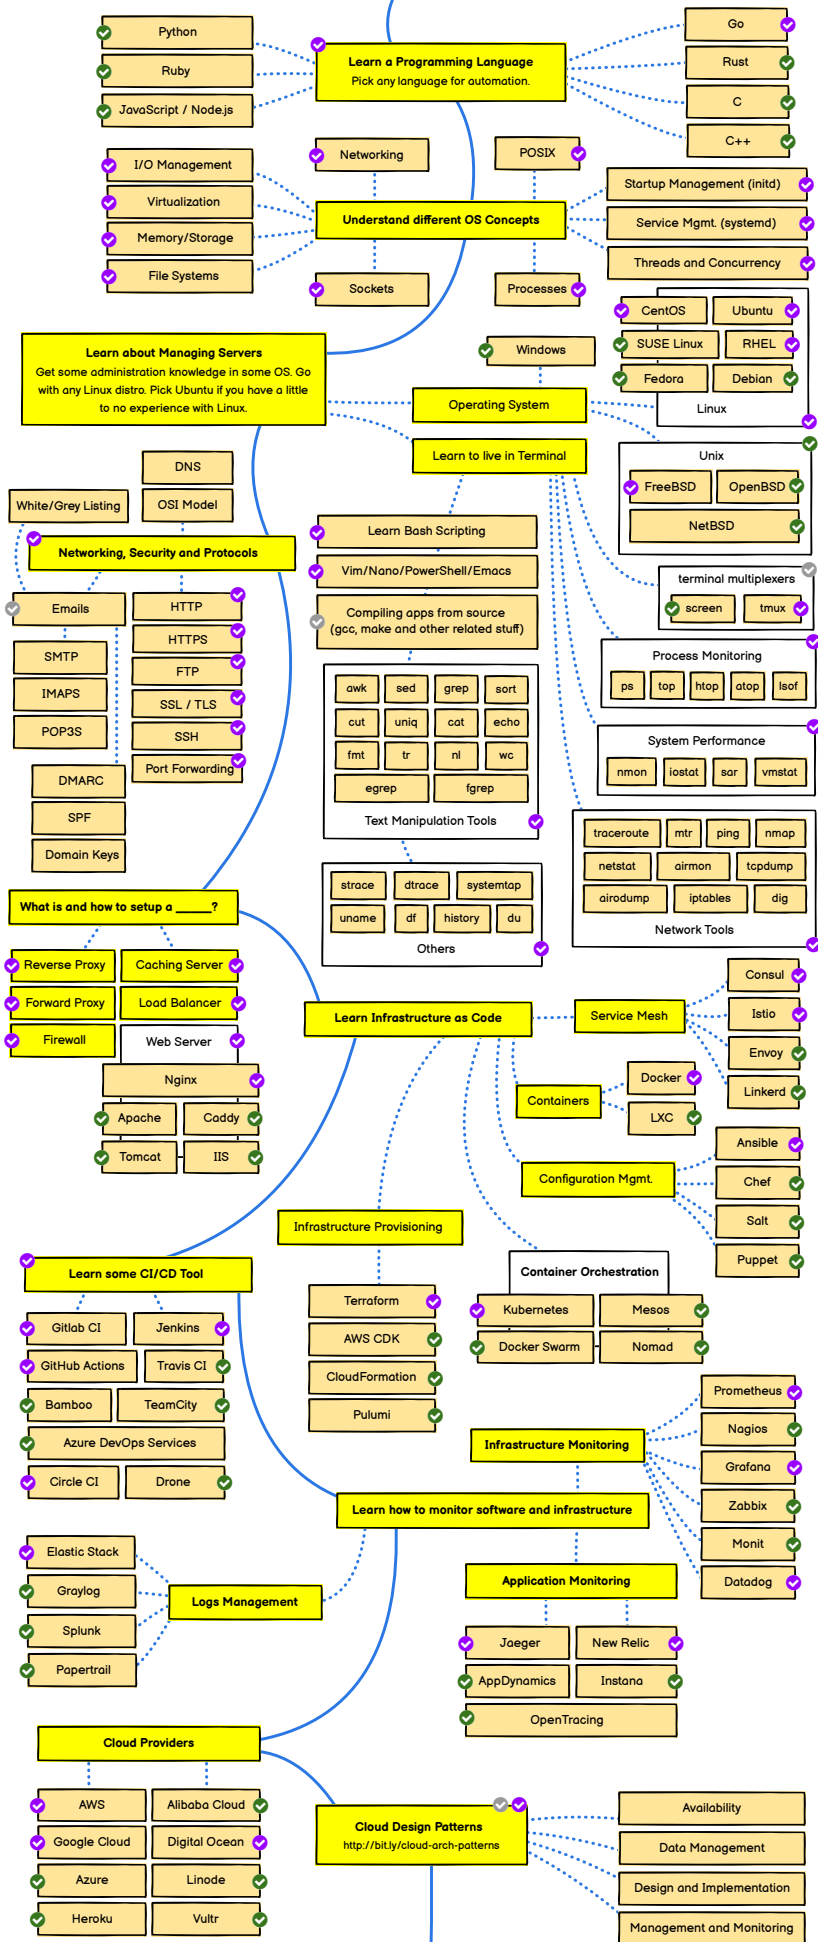 Python
Ruby
JavaScript / Node.js
Learn a Programming Language
Pick any language for automation.
Go
Rust
C
C++
I/O Management
Virtualization
Memory/Storage
File Systems
Networking
POSIX
Understand different OS Concepts
Sockets
Processes
Startup Management (initd)
Service Mgmt. (systemd)
Threads and Concurrency
Learn about Managing Servers
Get some administration knowledge in some OS. Go
with any Linux distro. Pick Ubuntu if you have a little
to no experience with Linux.
Windows
Operating System
Learn to live in Terminal
CentOS
Ubuntu
SUSE Linux
RHEL
Fedora
Debian
Linux
Unix
FreeBSD
OpenBSD
NetBSD
DNS
OSI Model
White/Grey Listing
Networking, Security and Protocols
Emails
SMTP
IMAPS
POP3S
DMARC
SPF
Domain Keys
HTTP
HTTPS
FTP
SSL / TLS
SSH
Port Forwarding
Learn Bash Scripting
Vim/Nano/PowerShell/Emacs
Compiling apps from source
(gcc, make and other related stuff)
awk
sed
grep
sort
cut
uniq
cat
echo
fmt
tr
nl
wc
egrep
fgrep
Text Manipulation Tools
strace
dtrace
systemtap
uname
df
history
du
Others
terminal multiplexers
screen
tmux
Process Monitoring
ps
top
htop
atop
lsof
System Performance
nmon
iostat
sar
vmstat
traceroute
mtr
ping
nmap
netstat
airmon
tcpdump
airodump
iptables
dig
Network Tools
What is and how to setup a ______?
Reverse Proxy
Caching Server
Forward Proxy
Load Balancer
Firewall
Web Server
Nginx
Apache
Caddy
Tomcat
IIS
Learn Infrastructure as Code
Service Mesh
Consul
Istio
Envoy
Linkerd
Containers
Docker
LXC
Configuration Mgmt.
Ansible
Chef
Salt
Puppet
Infrastructure Provisioning
Terraform
AWS CDK
CloudFormation
Pulumi
Container Orchestration
Kubernetes
Mesos
Docker Swarm
Nomad
Learn some CI/CD Tool
Gitlab CI
Jenkins
GitHub Actions
Travis CI
Bamboo
TeamCity
Azure DevOps Services
Circle CI
Drone
Infrastructure Monitoring
Prometheus
Nagios
Grafana
Zabbix
Monit
Datadog
Learn how to monitor software and infrastructure
Elastic Stack
Graylog
Splunk
Papertrail
Logs Management
Application Monitoring
Jaeger
New Relic
AppDynamics
Instana
OpenTracing
Cloud Providers
AWS
Alibaba Cloud
Google Cloud
Digital Ocean
Azure
Linode
Heroku
Vultr
Cloud Design Patterns
http://bit.ly/cloud-arch-patterns
Availability
Data Management
Design and Implementation
Management and Monitoring